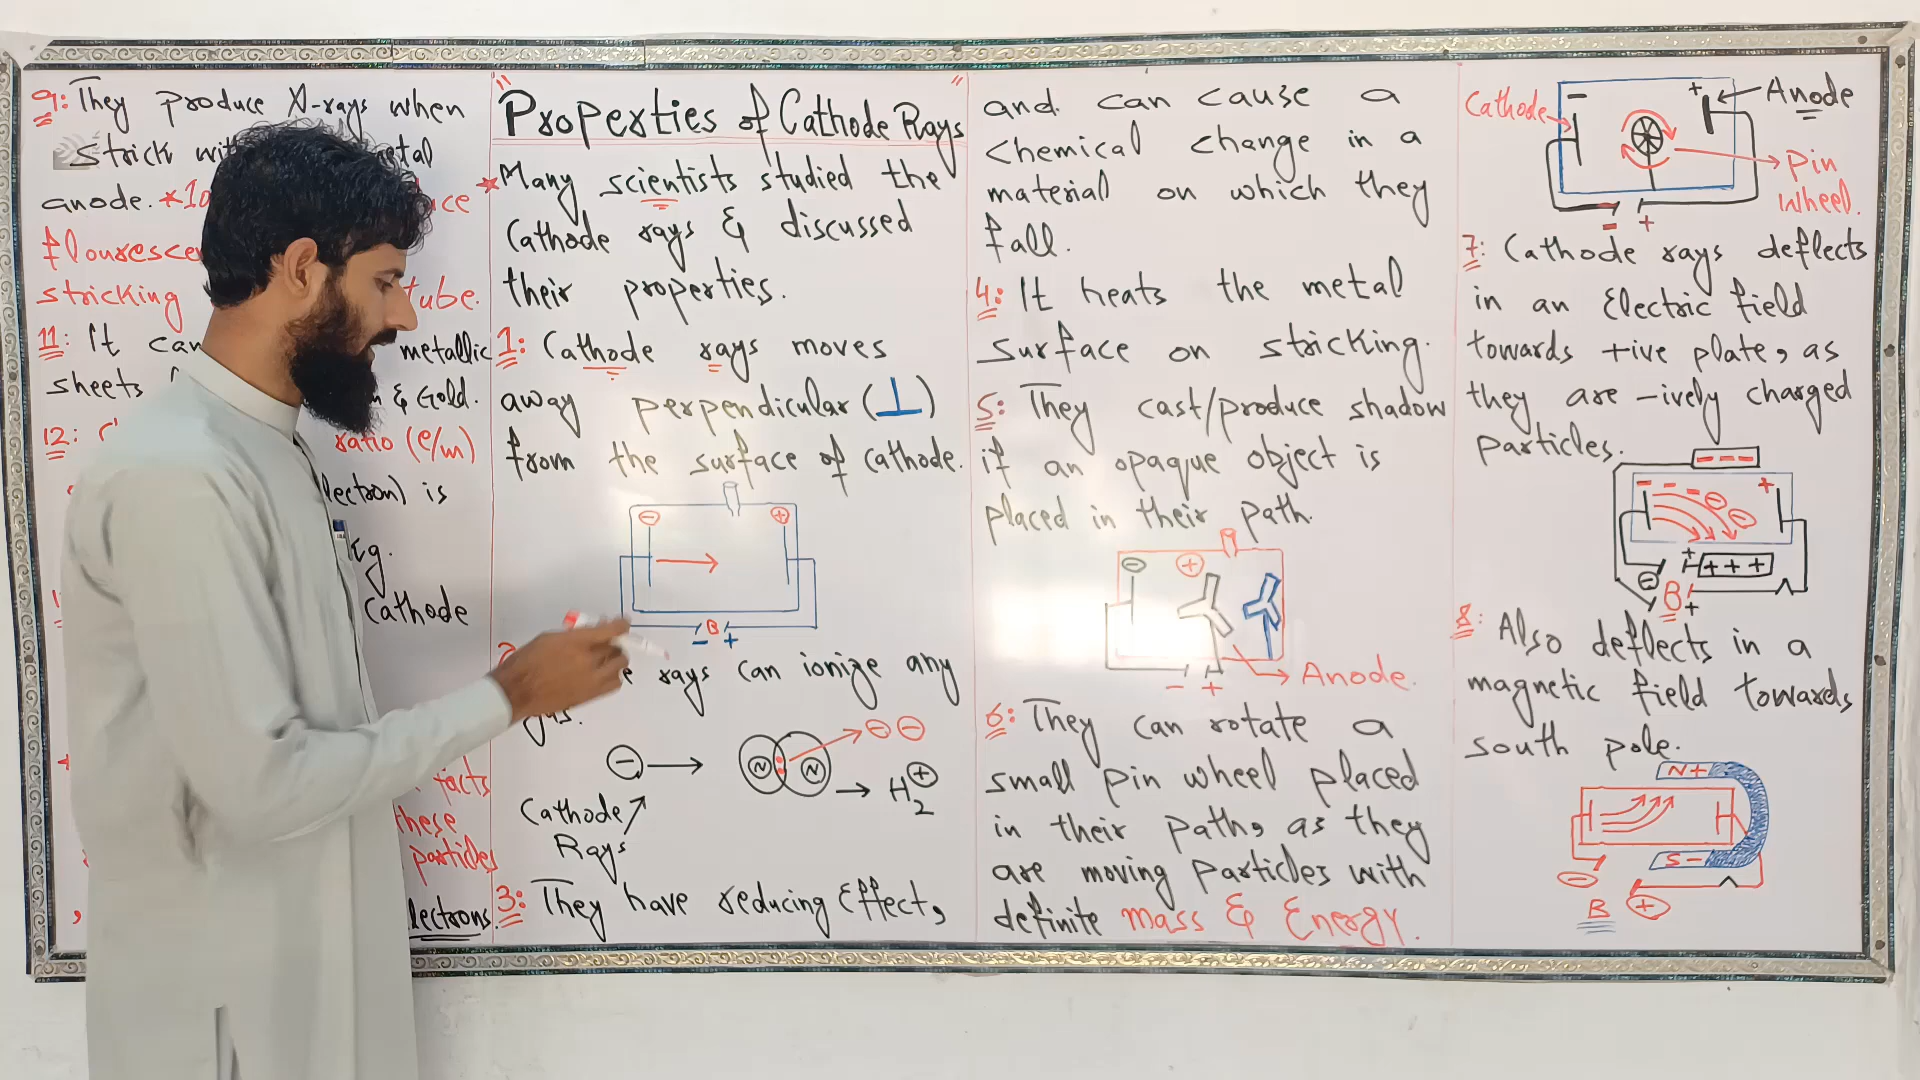 "Properties of Cathode Rays"
*Many scientists studied the
Cathode rays & discussed
their properties.
1: Cathode rays moves
away perpendicular (⊥)
from the surface of cathode.
⊖ ⊕
B
- +
rays can ionize any
gas.
⊖ → N N → ⊖ ⊖
→ H2⊕
Cathode
Rays
3: They have reducing Effect,
and can cause a
chemical change in a
material on which they
fall.
4: It heats the metal
surface on stricking.
5: They cast/produce shadow
if an opaque object is
placed in their path.
⊖ ⊕
- + → Anode.
6: They can rotate a
small pin wheel placed
in their path, as they
are moving particles with
definite mass & Energy.
Cathode → - + ← Anode
→ pin
wheel.
- +
7: Cathode rays deflects
in an Electric field
towards +ive plate, as
they are -ively charged
particles.
- - -
- - - ⊖ +
⊖
+ + + +
⊖ B +
8: Also deflects in a
magnetic field towards
south pole.
N+
S-
⊖
B ⊕
9: They produce X-rays when
strick
anode. *
stricking tube.
11: It can metallic
sheets & Gold.
12: ratio (e/m)
is
Eg.
Cathode
facts
these
particles